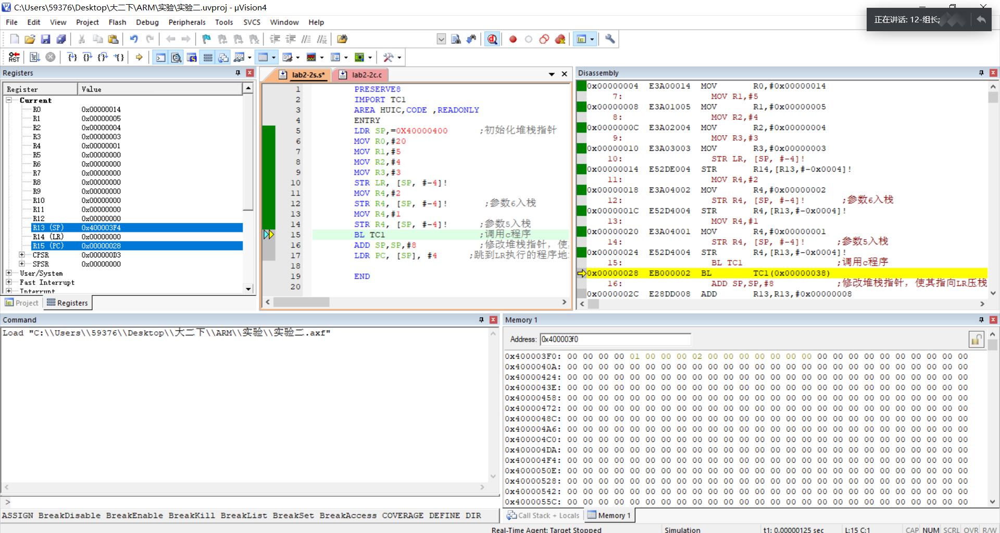 C:\Users\59376\Desktop\大二下\ARM\实验\实验二.uvproj - µVision4
正在讲话: 12-组长;
File Edit View Project Flash Debug Peripherals Tools SVCS Window Help
Registers
Register Value
Current
R0 0x00000014
R1 0x00000005
R2 0x00000004
R3 0x00000003
R4 0x00000001
R5 0x00000000
R6 0x00000000
R7 0x00000000
R8 0x00000000
R9 0x00000000
R10 0x00000000
R11 0x00000000
R12 0x00000000
R13 (SP) 0x400003F4
R14 (LR) 0x00000000
R15 (PC) 0x00000028
CPSR 0x000000D3
SPSR 0x00000000
User/System
Fast Interrupt
Interrupt
Project Registers
lab2-2s.s* lab2-2c.c
1 PRESERVE8
2 IMPORT TC1
3 AREA HUIC,CODE ,READONLY
4 ENTRY
5 LDR SP,=0X40000400 ;初始化堆栈指针
6 MOV R0,#20
7 MOV R1,#5
8 MOV R2,#4
9 MOV R3,#3
10 STR LR, [SP, #-4]!
11 MOV R4,#2
12 STR R4, [SP, #-4]! ;参数6入栈
13 MOV R4,#1
14 STR R4, [SP, #-4]! ;参数5入栈
15 BL TC1 ;调用c程序
16 ADD SP,SP,#8 ;修改堆栈指针，使
17 LDR PC, [SP], #4 ;跳到LR执行的程序地
18
19 END
20
Disassembly
0x00000004 E3A00014 MOV R0,#0x00000014
7: MOV R1,#5
0x00000008 E3A01005 MOV R1,#0x00000005
8: MOV R2,#4
0x0000000C E3A02004 MOV R2,#0x00000004
9: MOV R3,#3
0x00000010 E3A03003 MOV R3,#0x00000003
10: STR LR, [SP, #-4]!
0x00000014 E52DE004 STR R14,[R13,#-0x0004]!
11: MOV R4,#2
0x00000018 E3A04002 MOV R4,#0x00000002
12: STR R4, [SP, #-4]! ;参数6入栈
0x0000001C E52D4004 STR R4,[R13,#-0x0004]!
13: MOV R4,#1
0x00000020 E3A04001 MOV R4,#0x00000001
14: STR R4, [SP, #-4]! ;参数5入栈
0x00000024 E52D4004 STR R4,[R13,#-0x0004]!
15: BL TC1 ;调用c程序
0x00000028 EB000002 BL TC1(0x00000038)
16: ADD SP,SP,#8 ;修改堆栈指针，使其指向LR压栈
0x0000002C E28DD008 ADD R13,R13,#0x00000008
Command
Load "C:\\Users\\59376\\Desktop\\大二下\\ARM\\实验\\实验二.axf"
>
ASSIGN BreakDisable BreakEnable BreakKill BreakList BreakSet BreakAccess COVERAGE DEFINE DIR
Memory 1
Address: 0x400003f0
0x400003F0: 00 00 00 00 01 00 00 00 02 00 00 00 00 00 00 00 00 00 00 00 00 00 00 00 00 00
0x4000040A: 00 00 00 00 00 00 00 00 00 00 00 00 00 00 00 00 00 00 00 00 00 00 00 00 00 00
0x40000424: 00 00 00 00 00 00 00 00 00 00 00 00 00 00 00 00 00 00 00 00 00 00 00 00 00 00
0x4000043E: 00 00 00 00 00 00 00 00 00 00 00 00 00 00 00 00 00 00 00 00 00 00 00 00 00 00
0x40000458: 00 00 00 00 00 00 00 00 00 00 00 00 00 00 00 00 00 00 00 00 00 00 00 00 00 00
0x40000472: 00 00 00 00 00 00 00 00 00 00 00 00 00 00 00 00 00 00 00 00 00 00 00 00 00 00
0x4000048C: 00 00 00 00 00 00 00 00 00 00 00 00 00 00 00 00 00 00 00 00 00 00 00 00 00 00
0x400004A6: 00 00 00 00 00 00 00 00 00 00 00 00 00 00 00 00 00 00 00 00 00 00 00 00 00 00
0x400004C0: 00 00 00 00 00 00 00 00 00 00 00 00 00 00 00 00 00 00 00 00 00 00 00 00 00 00
0x400004DA: 00 00 00 00 00 00 00 00 00 00 00 00 00 00 00 00 00 00 00 00 00 00 00 00 00 00
0x400004F4: 00 00 00 00 00 00 00 00 00 00 00 00 00 00 00 00 00 00 00 00 00 00 00 00 00 00
0x4000050E: 00 00 00 00 00 00 00 00 00 00 00 00 00 00 00 00 00 00 00 00 00 00 00 00 00 00
0x40000528: 00 00 00 00 00 00 00 00 00 00 00 00 00 00 00 00 00 00 00 00 00 00 00 00 00 00
0x40000542: 00 00 00 00 00 00 00 00 00 00 00 00 00 00 00 00 00 00 00 00 00 00 00 00 00 00
0x4000055C: 00 00 00 00 00 00 00 00 00 00 00 00 00 00 00 00 00 00 00 00 00 00 00 00 00 00
Call Stack + Locals Memory 1
Real-Time Agent: Target Stopped Simulation t1: 0.00000125 sec L:15 C:1 CAP NUM SCRL OVR R/W